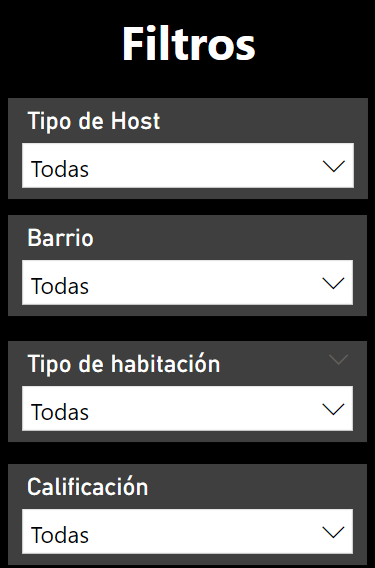 Filtros
Tipo de Host
Todas
Barrio
Todas
Tipo de habitación
Todas
Calificación
Todas